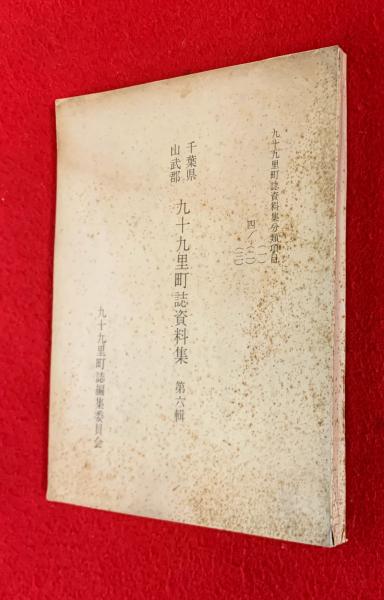 九十九里町誌資料集分類項目
千葉県
山武郡
九十九里町誌資料集 第六輯
九十九里町誌編集委員会